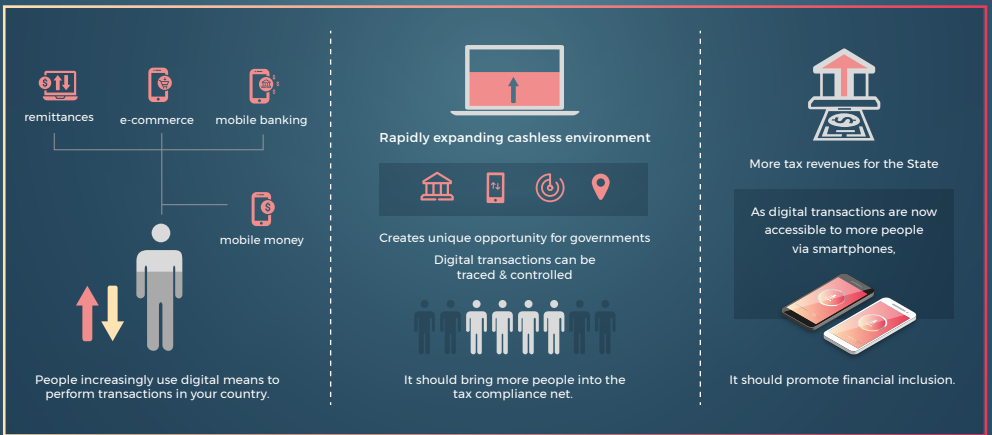 remittances
e-commerce
mobile banking
mobile money
People increasingly use digital means to
perform transactions in your country.
Rapidly expanding cashless environment
Creates unique opportunity for governments
Digital transactions can be
traced & controlled
It should bring more people into the
tax compliance net.
More tax revenues for the State
As digital transactions are now
accessible to more people
via smartphones,
It should promote financial inclusion.